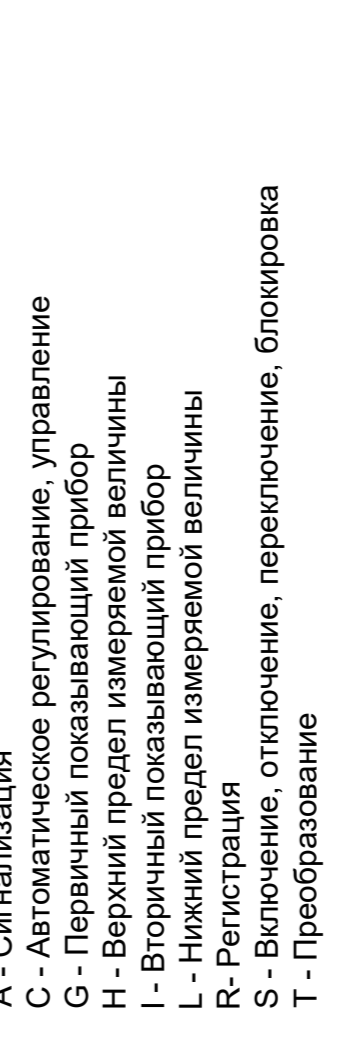 А - Сигнализация
С - Автоматическое регулирование, управление
G - Первичный показывающий прибор
H - Верхний предел измеряемой величины
I - Вторичный показывающий прибор
L - Нижний предел измеряемой величины
R- Регистрация
S - Включение, отключение, переключение, блокировка
T - Преобразование